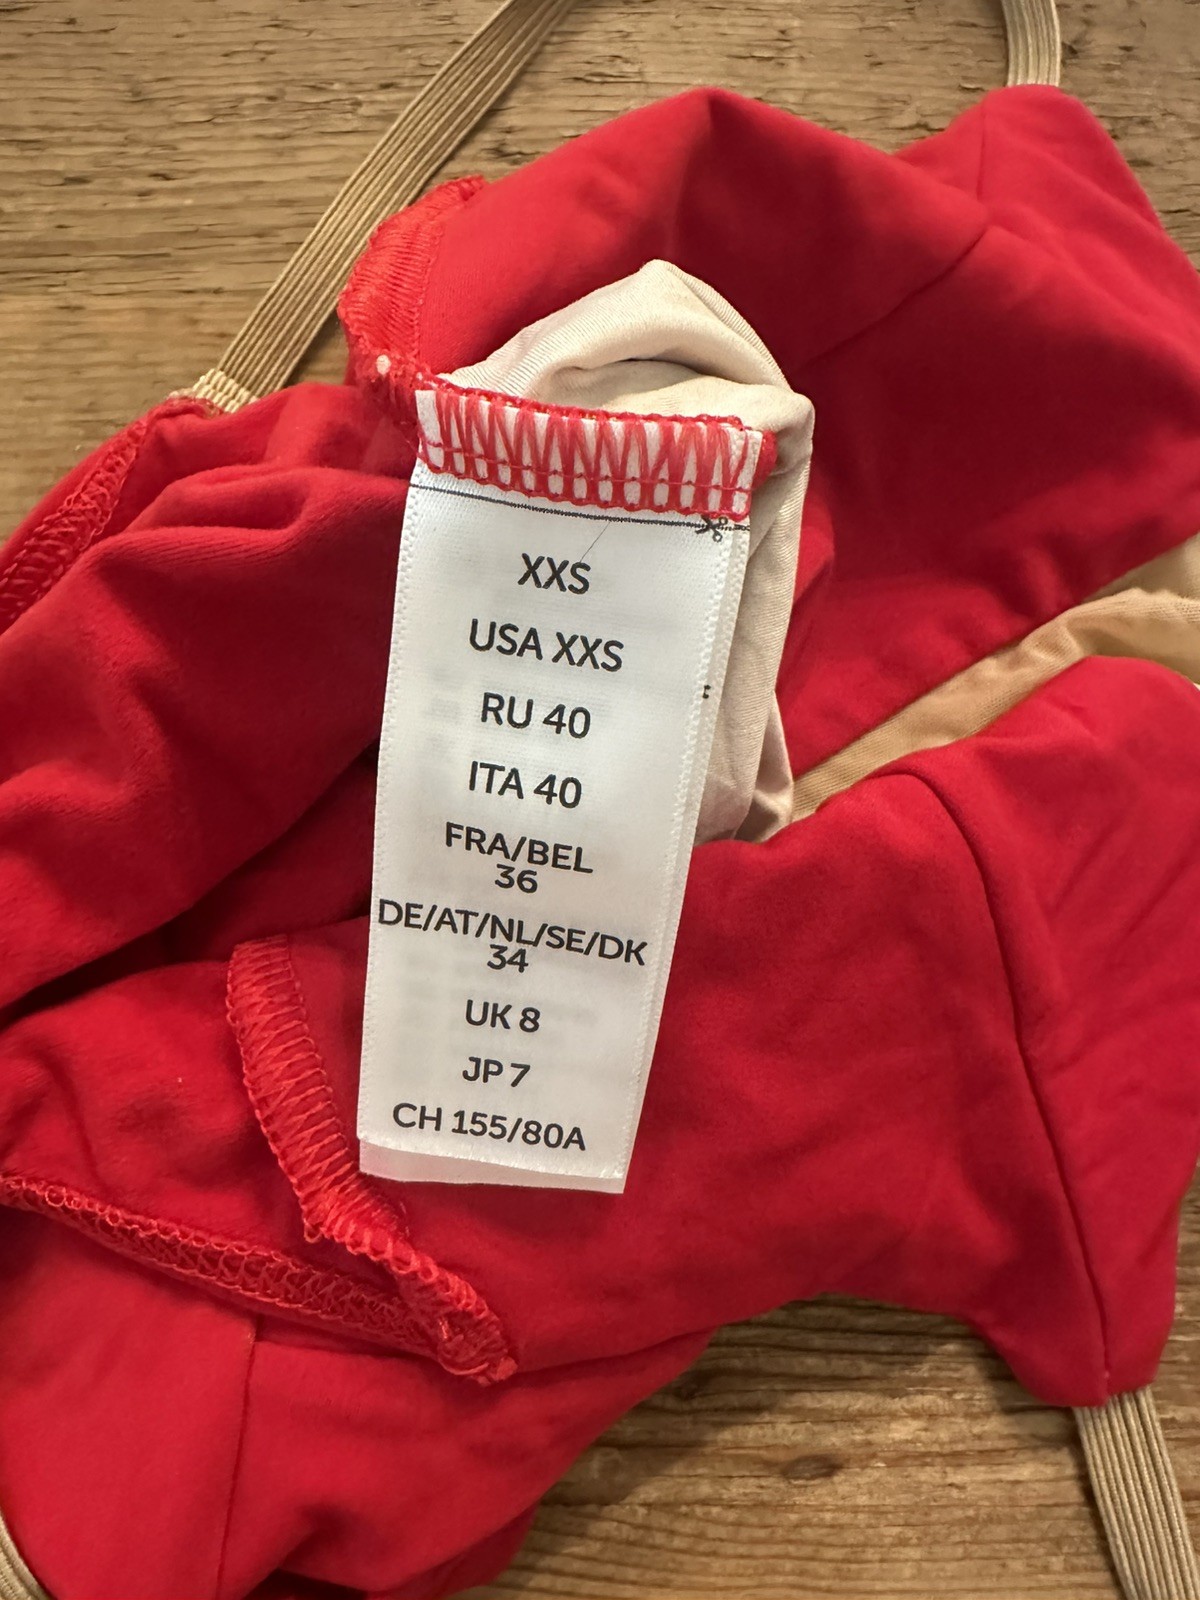 XXS
USA XXS
RU 40
ITA 40
FRA/BEL
36
DE/AT/NL/SE/DK
34
UK 8
JP 7
CH 155/80A